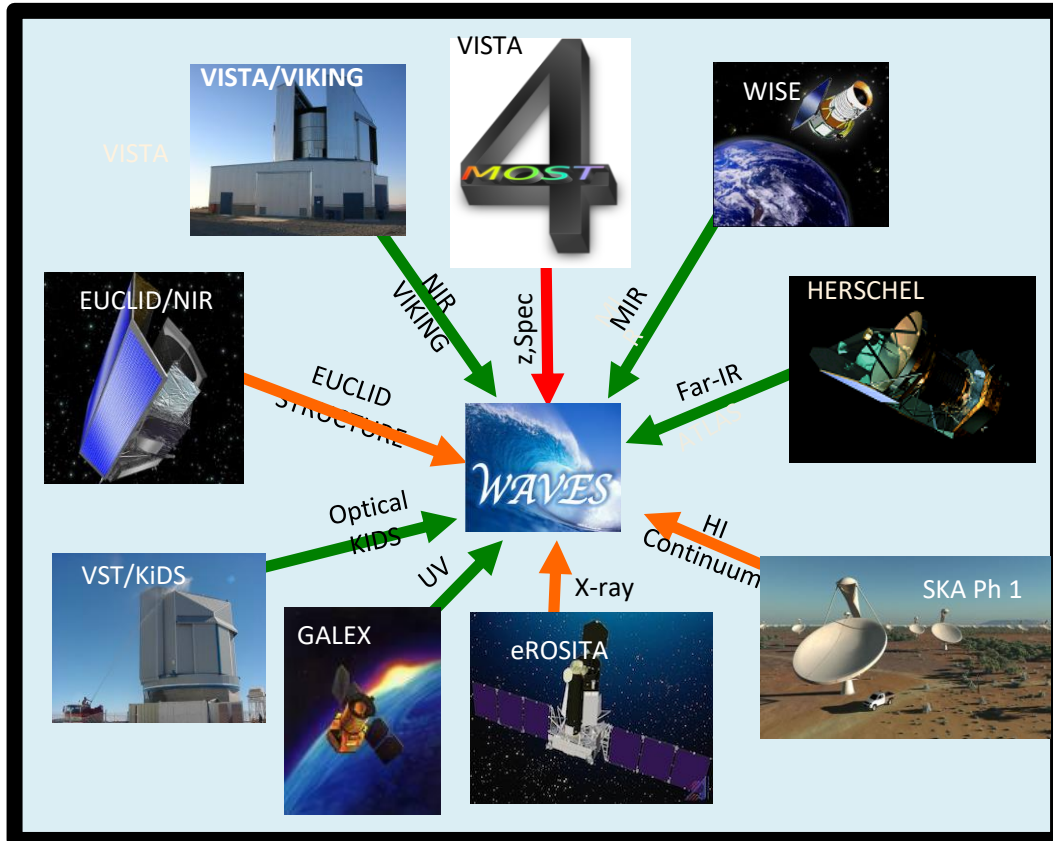 VISTA
VISTA/VIKING
WISE
VISTA
MOST
4
EUCLID/NIR
HERSCHEL
NIR
VIKING
z,Spec
MIR
Far-IR
EUCLID
STRUCTURE
WAVES
Optical
KIDS
HI
Continuum
UV
X-ray
VST/KiDS
SKA Ph 1
GALEX
eROSITA